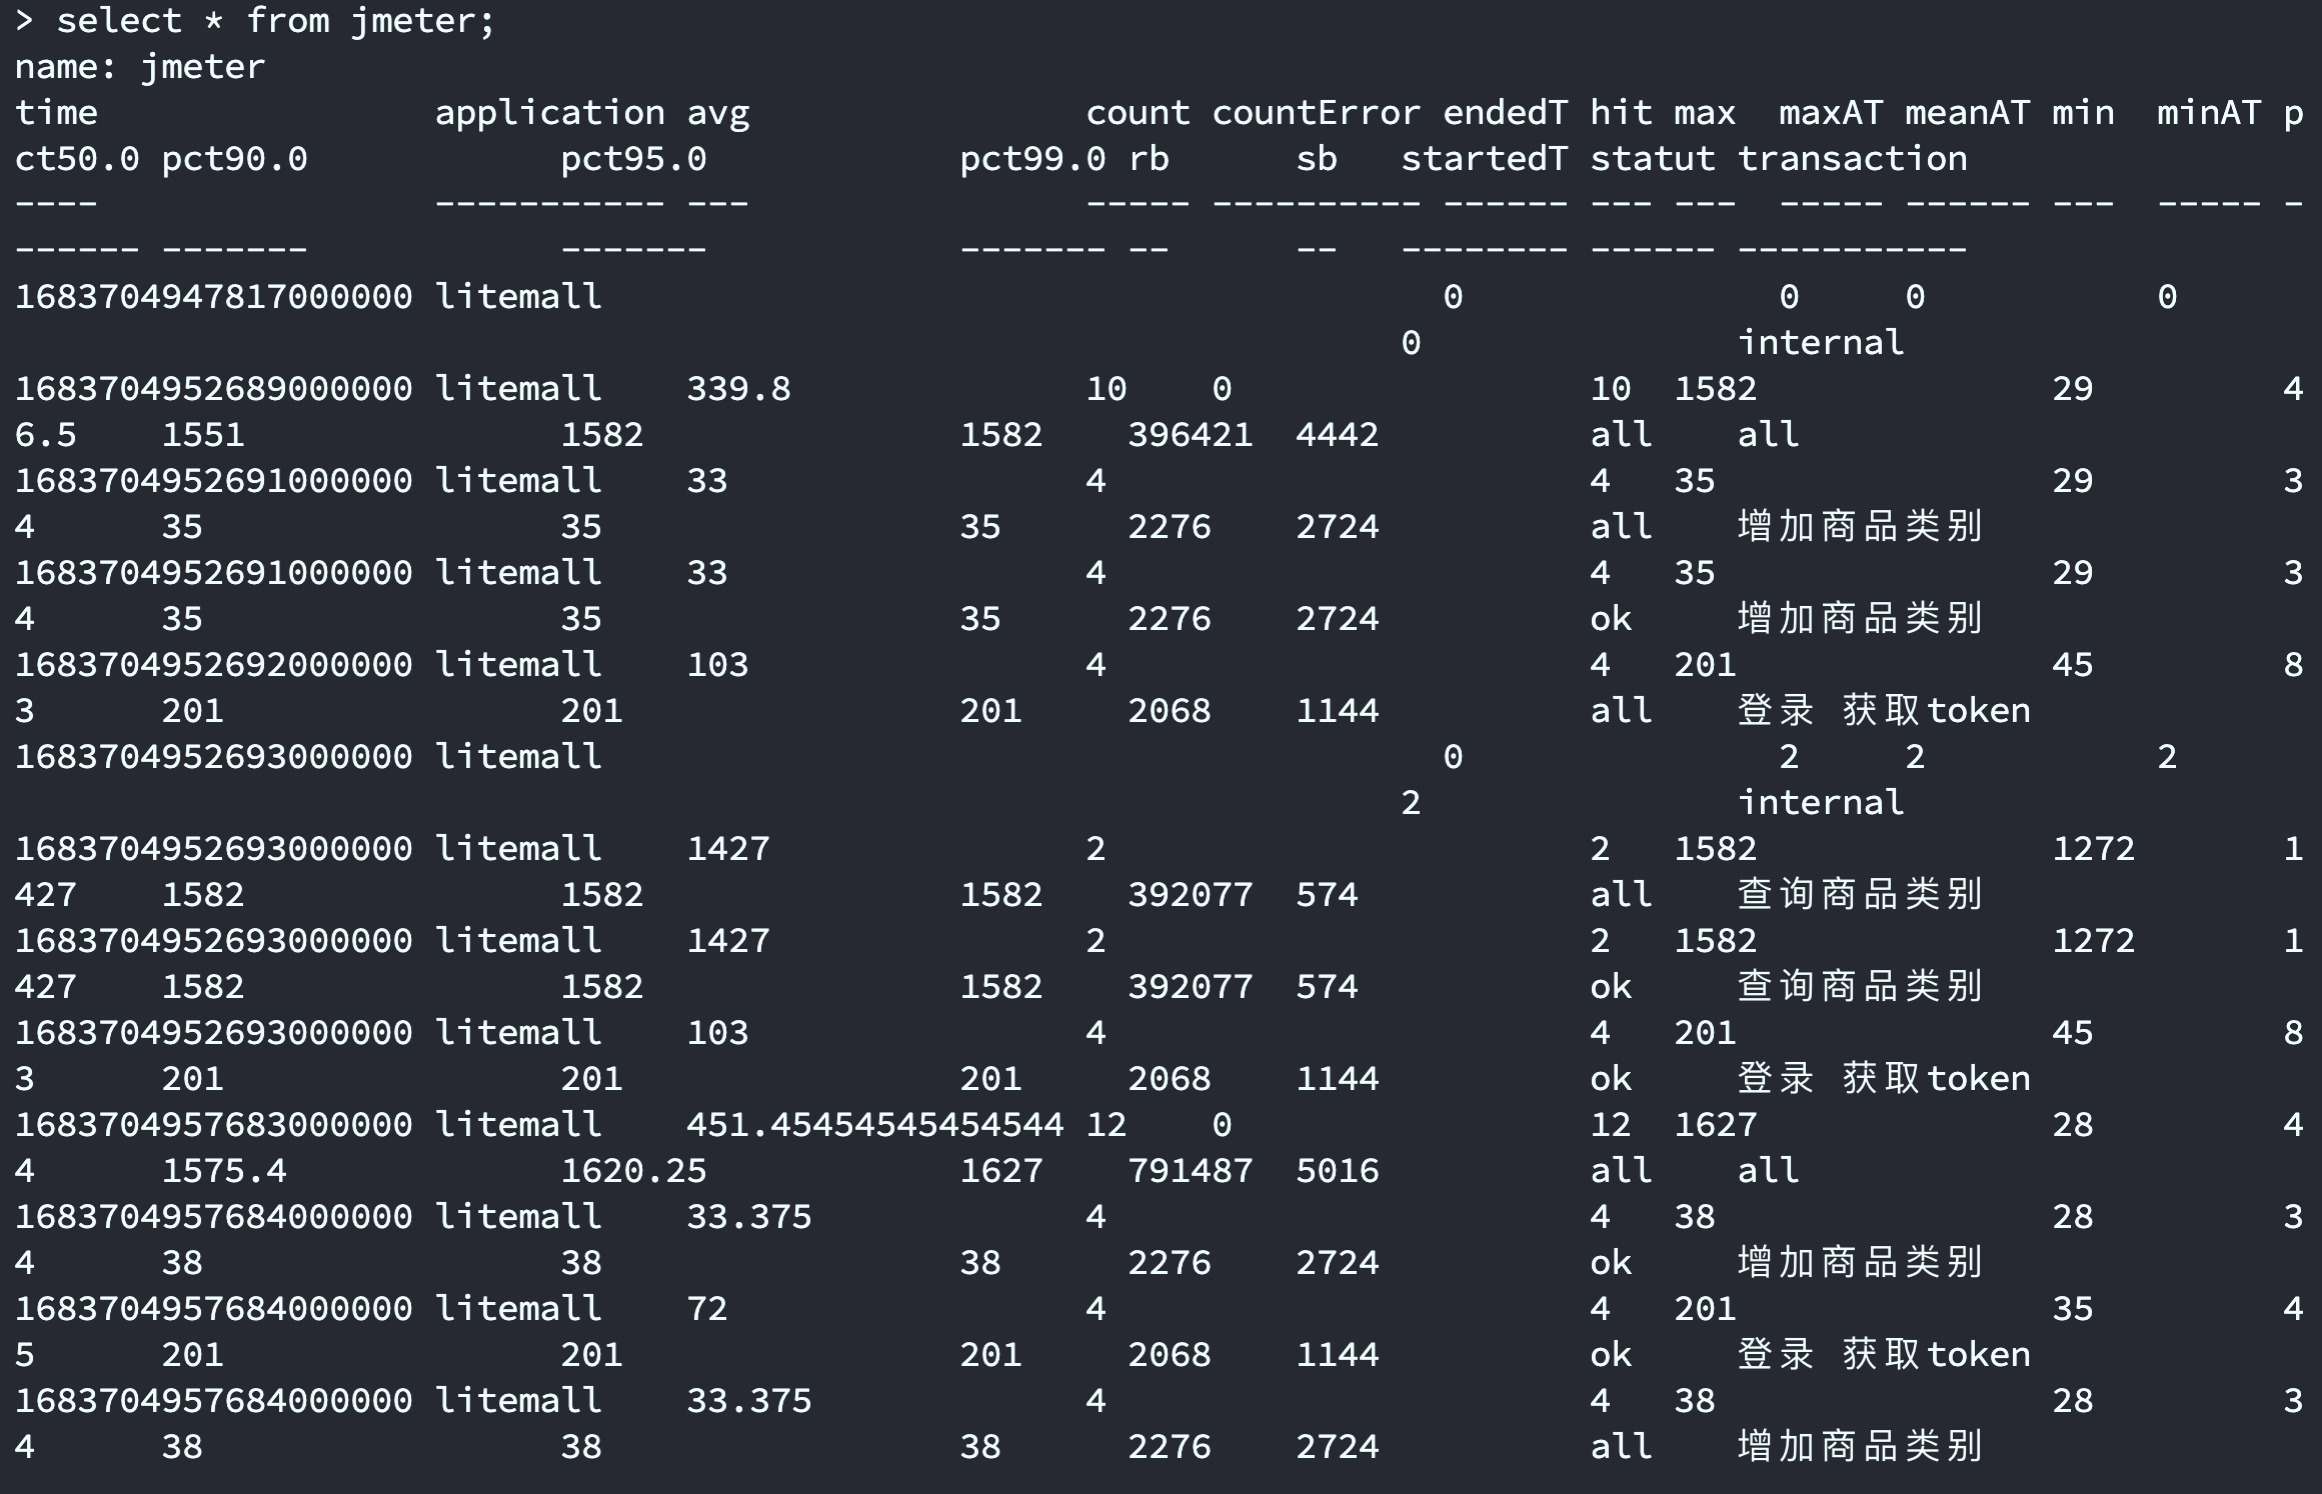 > select * from jmeter;
name: jmeter
time                application avg                count countError endedT hit max  maxAT meanAT min  minAT p
ct50.0 pct90.0            pct95.0            pct99.0 rb      sb   startedT statut transaction
----                ----------- ---                ----- ---------- ------ --- ---  ----- ------ ---  ----- -
------ -------            -------            ------- --      --   -------- ------ -----------
1683704947817000000 litemall                                        0               0     0           0
                                                                  0               internal
1683704952689000000 litemall    339.8              10    0                 10  1582              29         4
6.5    1551               1582               1582    396421  4442          all    all
1683704952691000000 litemall    33                 4                       4   35                29         3
4      35                 35                 35      2276    2724          all    增加商品类别
1683704952691000000 litemall    33                 4                       4   35                29         3
4      35                 35                 35      2276    2724          ok     增加商品类别
1683704952692000000 litemall    103                4                       4   201               45         8
3      201                201                201     2068    1144          all    登录 获取token
1683704952693000000 litemall                                        0               2     2           2
                                                                  2               internal
1683704952693000000 litemall    1427               2                       2   1582              1272       1
427    1582               1582               1582    392077  574           all    查询商品类别
1683704952693000000 litemall    1427               2                       2   1582              1272       1
427    1582               1582               1582    392077  574           ok     查询商品类别
1683704952693000000 litemall    103                4                       4   201               45         8
3      201                201                201     2068    1144          ok     登录 获取token
1683704957683000000 litemall    451.45454545454544 12    0                 12  1627              28         4
4      1575.4             1620.25            1627    791487  5016          all    all
1683704957684000000 litemall    33.375             4                       4   38                28         3
4      38                 38                 38      2276    2724          ok     增加商品类别
1683704957684000000 litemall    72                 4                       4   201               35         4
5      201                201                201     2068    1144          ok     登录 获取token
1683704957684000000 litemall    33.375             4                       4   38                28         3
4      38                 38                 38      2276    2724          all    增加商品类别